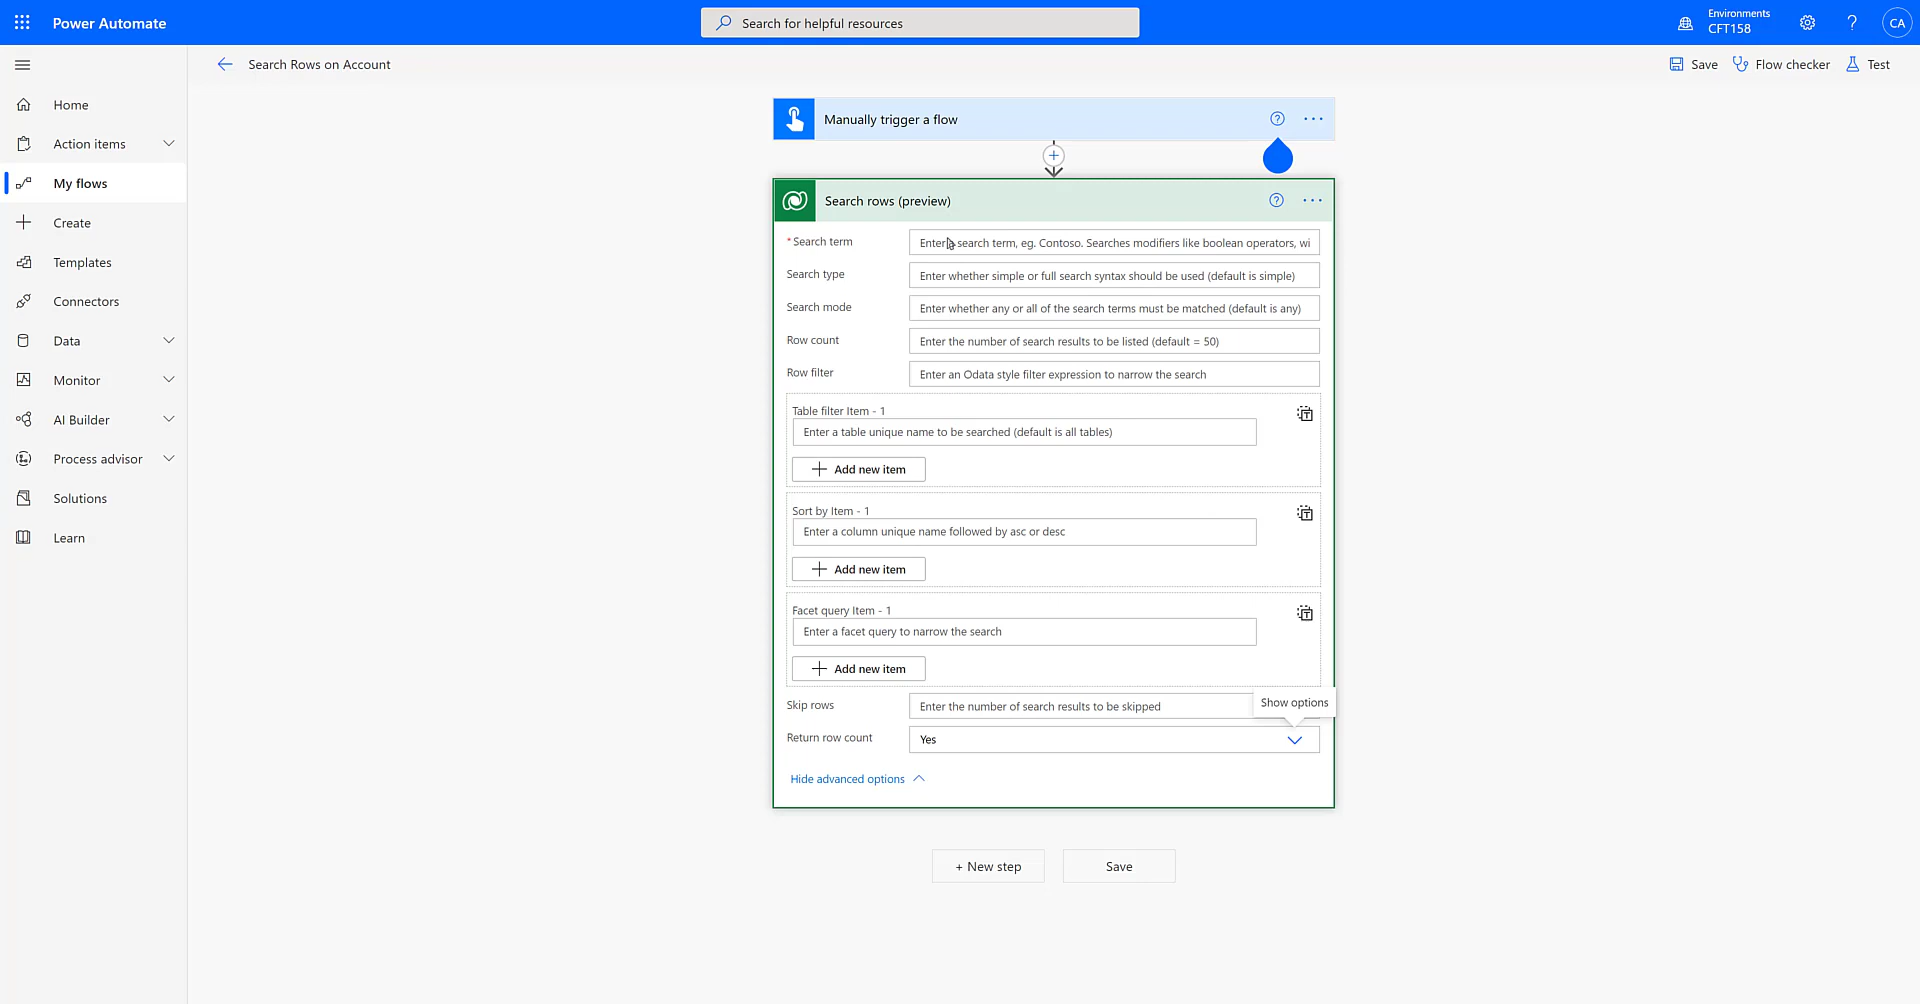 Power Automate
Search for helpful resources
Environments
CFT158
?
CA
Search Rows on Account
Save
Flow checker
Test
Home
Action items
My flows
Create
Templates
Connectors
Data
Monitor
AI Builder
Process advisor
Solutions
Learn
Manually trigger a flow
?
Search rows (preview)
?
* Search term
Enter a search term, eg. Contoso. Searches modifiers like boolean operators, wi
Search type
Enter whether simple or full search syntax should be used (default is simple)
Search mode
Enter whether any or all of the search terms must be matched (default is any)
Row count
Enter the number of search results to be listed (default = 50)
Row filter
Enter an Odata style filter expression to narrow the search
Table filter Item - 1
Enter a table unique name to be searched (default is all tables)
Add new item
Sort by Item - 1
Enter a column unique name followed by asc or desc
Add new item
Facet query Item - 1
Enter a facet query to narrow the search
Add new item
Skip rows
Enter the number of search results to be skipped
Show options
Return row count
Yes
Hide advanced options
+ New step
Save